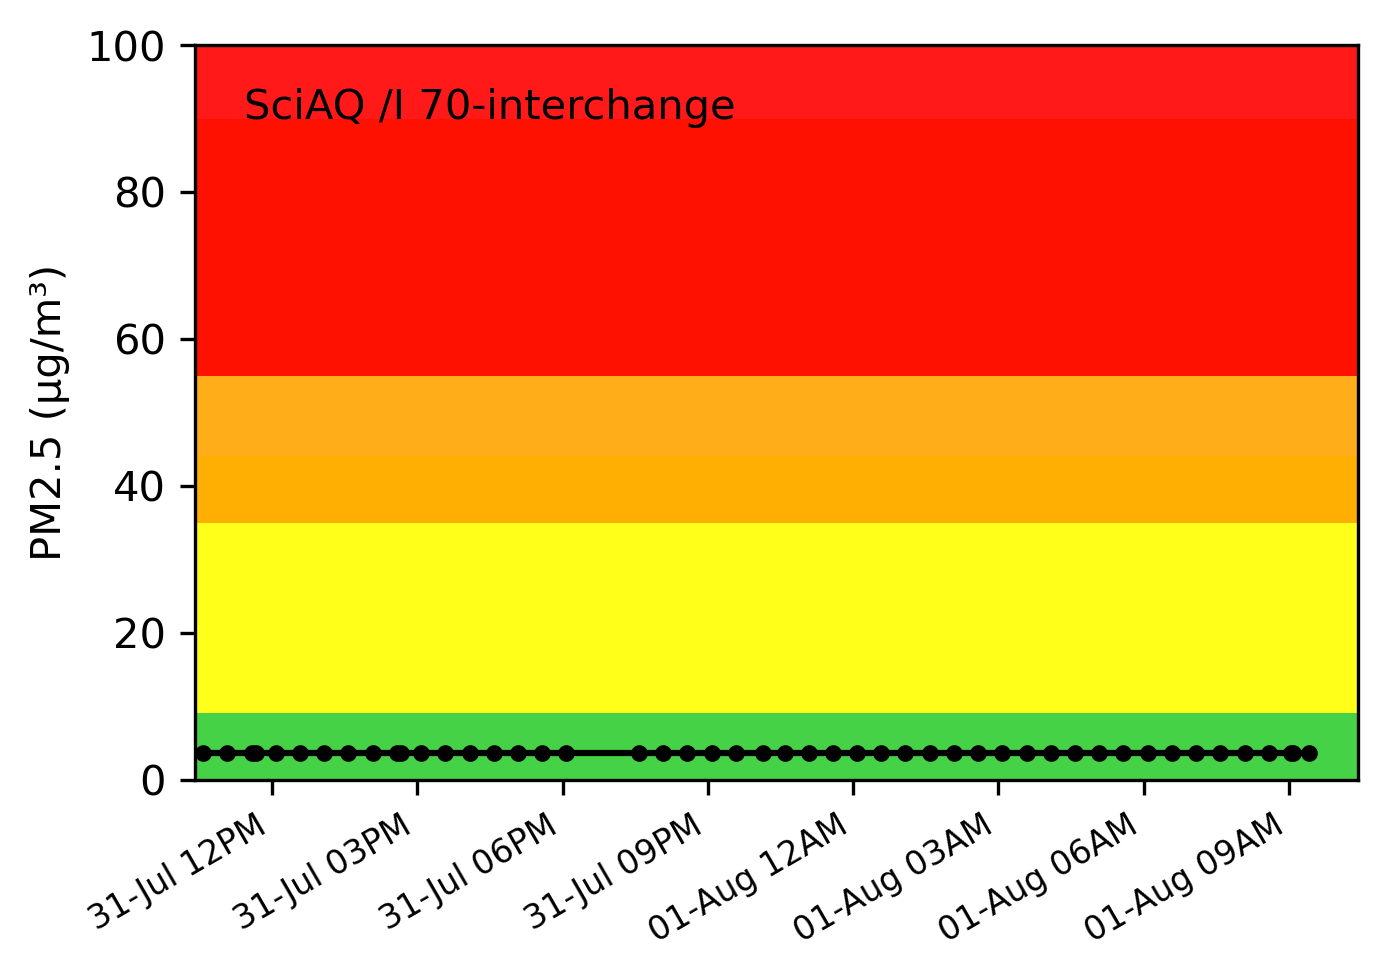 SciAQ /I 70-interchange
PM2.5 (µg/m³)
100
80
60
40
20
0
31-Jul 12PM
31-Jul 03PM
31-Jul 06PM
31-Jul 09PM
01-Aug 12AM
01-Aug 03AM
01-Aug 06AM
01-Aug 09AM